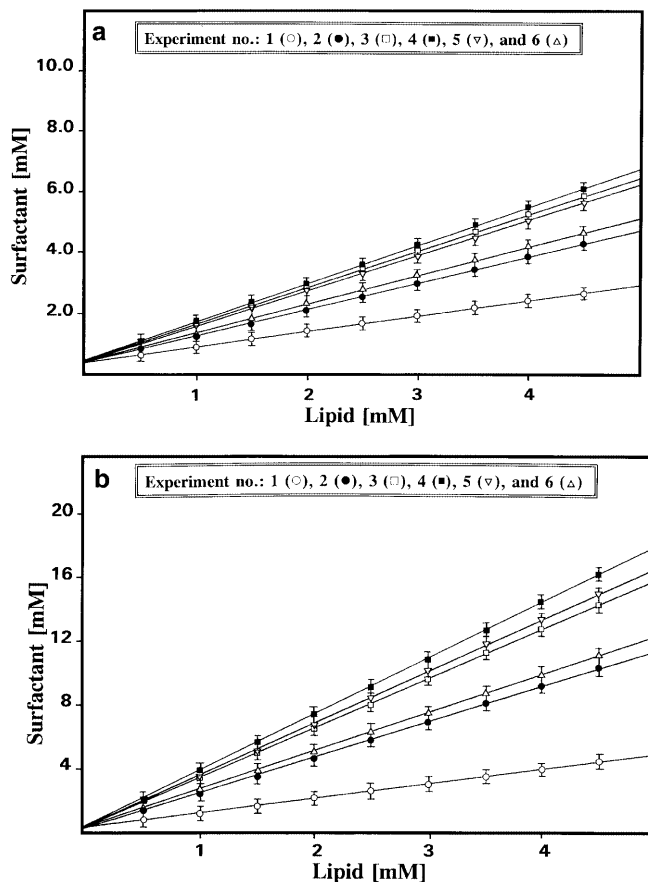 a
Experiment no.: 1 (○), 2 (●), 3 (□), 4 (■), 5 (▽), and 6 (△)
10.0
8.0
6.0
4.0
2.0
Surfactant [mM]
1 2 3 4
Lipid [mM]
b
Experiment no.: 1 (○), 2 (●), 3 (□), 4 (■), 5 (▽), and 6 (△)
20
16
12
8
4
Surfactant [mM]
1 2 3 4
Lipid [mM]